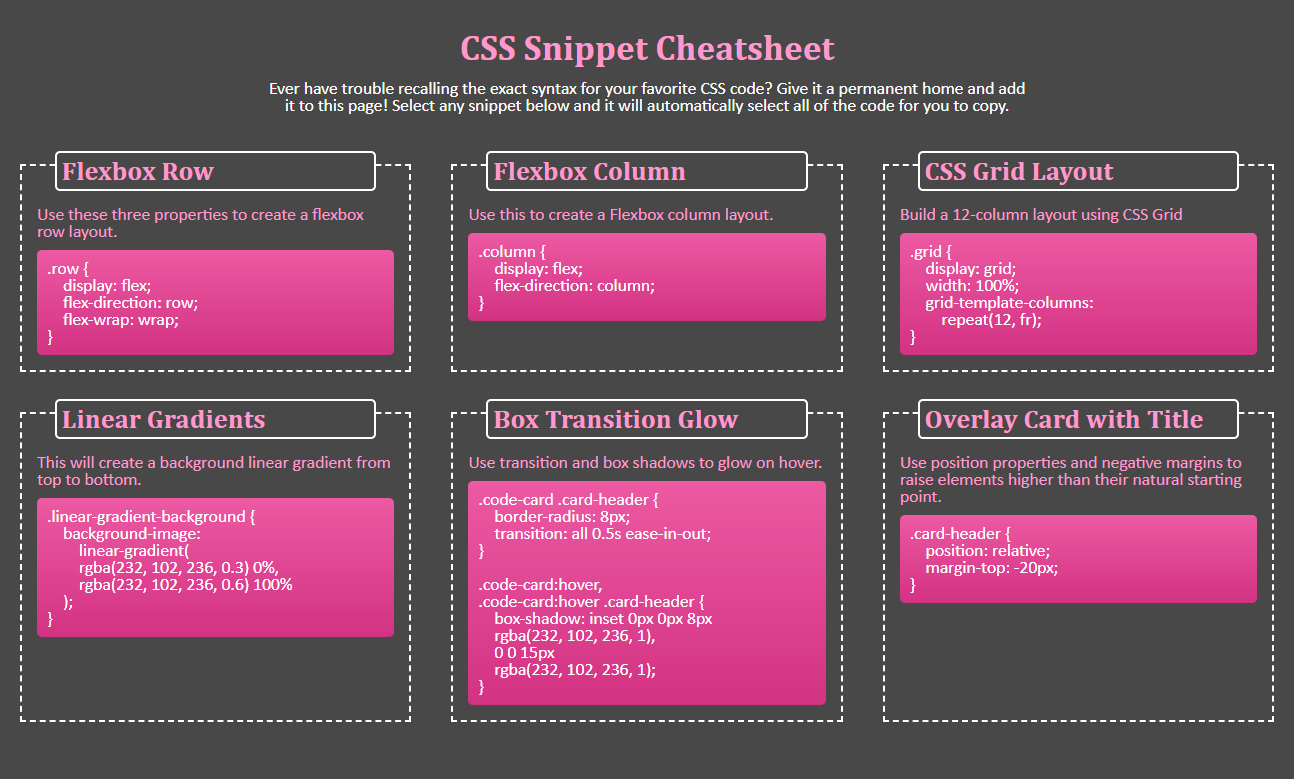 CSS Snippet Cheatsheet
Ever have trouble recalling the exact syntax for your favorite CSS code? Give it a permanent home and add
it to this page! Select any snippet below and it will automatically select all of the code for you to copy.
Flexbox Row
Use these three properties to create a flexbox
row layout.
.row {
    display: flex;
    flex-direction: row;
    flex-wrap: wrap;
}
Flexbox Column
Use this to create a Flexbox column layout.
.column {
    display: flex;
    flex-direction: column;
}
CSS Grid Layout
Build a 12-column layout using CSS Grid
.grid {
    display: grid;
    width: 100%;
    grid-template-columns:
        repeat(12, fr);
}
Linear Gradients
This will create a background linear gradient from
top to bottom.
.linear-gradient-background {
    background-image:
        linear-gradient(
        rgba(232, 102, 236, 0.3) 0%,
        rgba(232, 102, 236, 0.6) 100%
    );
}
Box Transition Glow
Use transition and box shadows to glow on hover.
.code-card .card-header {
    border-radius: 8px;
    transition: all 0.5s ease-in-out;
}

.code-card:hover,
.code-card:hover .card-header {
    box-shadow: inset 0px 0px 8px
    rgba(232, 102, 236, 1),
    0 0 15px
    rgba(232, 102, 236, 1);
}
Overlay Card with Title
Use position properties and negative margins to
raise elements higher than their natural starting
point.
.card-header {
    position: relative;
    margin-top: -20px;
}